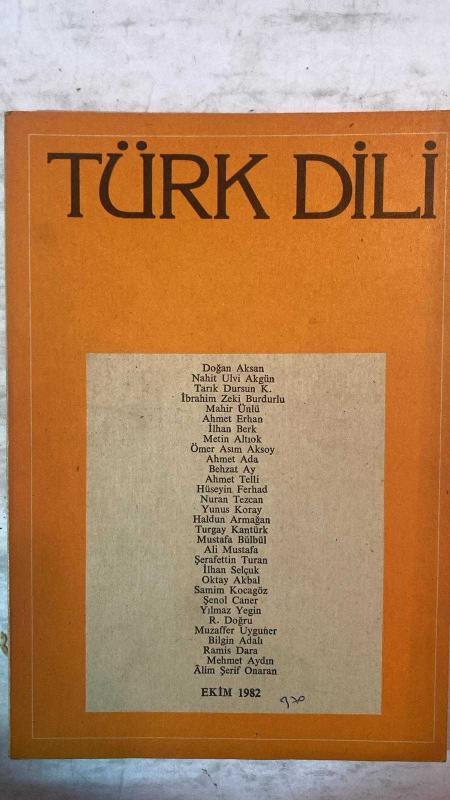 TÜRK DİLİ
Doğan Aksan
Nahit Ulvi Akgün
Tarık Dursun K.
İbrahim Zeki Burdurlu
Mahir Ünlü
Ahmet Erhan
İlhan Berk
Metin Altıok
Ömer Asım Aksoy
Ahmet Ada
Behzat Ay
Ahmet Telli
Hüseyin Ferhad
Nuran Tezcan
Yunus Koray
Haldun Armağan
Turgay Kantürk
Mustafa Bülbül
Ali Mustafa
Şerafettin Turan
İlhan Selçuk
Oktay Akbal
Samim Kocagöz
Şenol Caner
Yılmaz Yegin
R. Doğru
Muzaffer Uyguner
Bilgin Adalı
Ramis Dara
Mehmet Aydın
Âlim Şerif Onaran
EKİM 1982